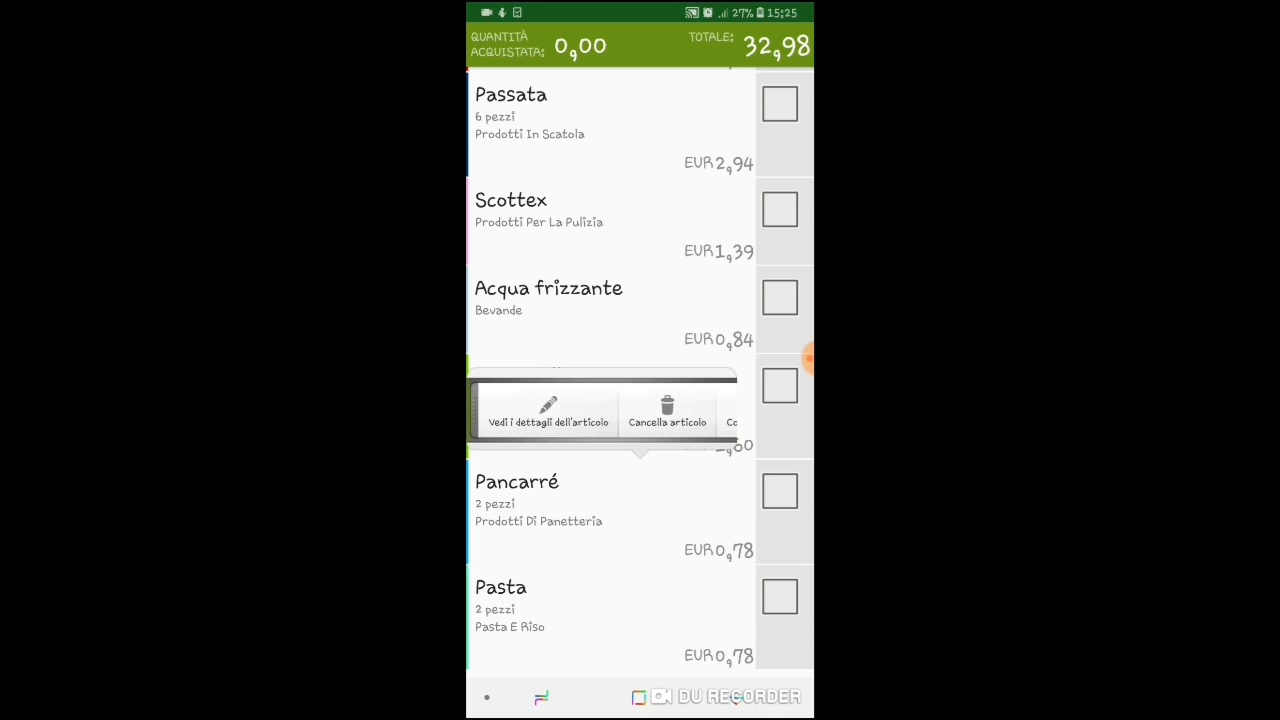 27% 15:25
QUANTITÀ
ACQUISTATA: 0,00
TOTALE: 32,98
Passata
6 pezzi
Prodotti In Scatola
EUR 2,94
Scottex
Prodotti Per La Pulizia
EUR 1,39
Acqua frizzante
Bevande
EUR 0,84
Vedi i dettagli dell'articolo
Cancella articolo
Co
Pancarré
2 pezzi
Prodotti Di Panetteria
EUR 0,78
Pasta
2 pezzi
Pasta E Riso
EUR 0,78
DU RECORDER